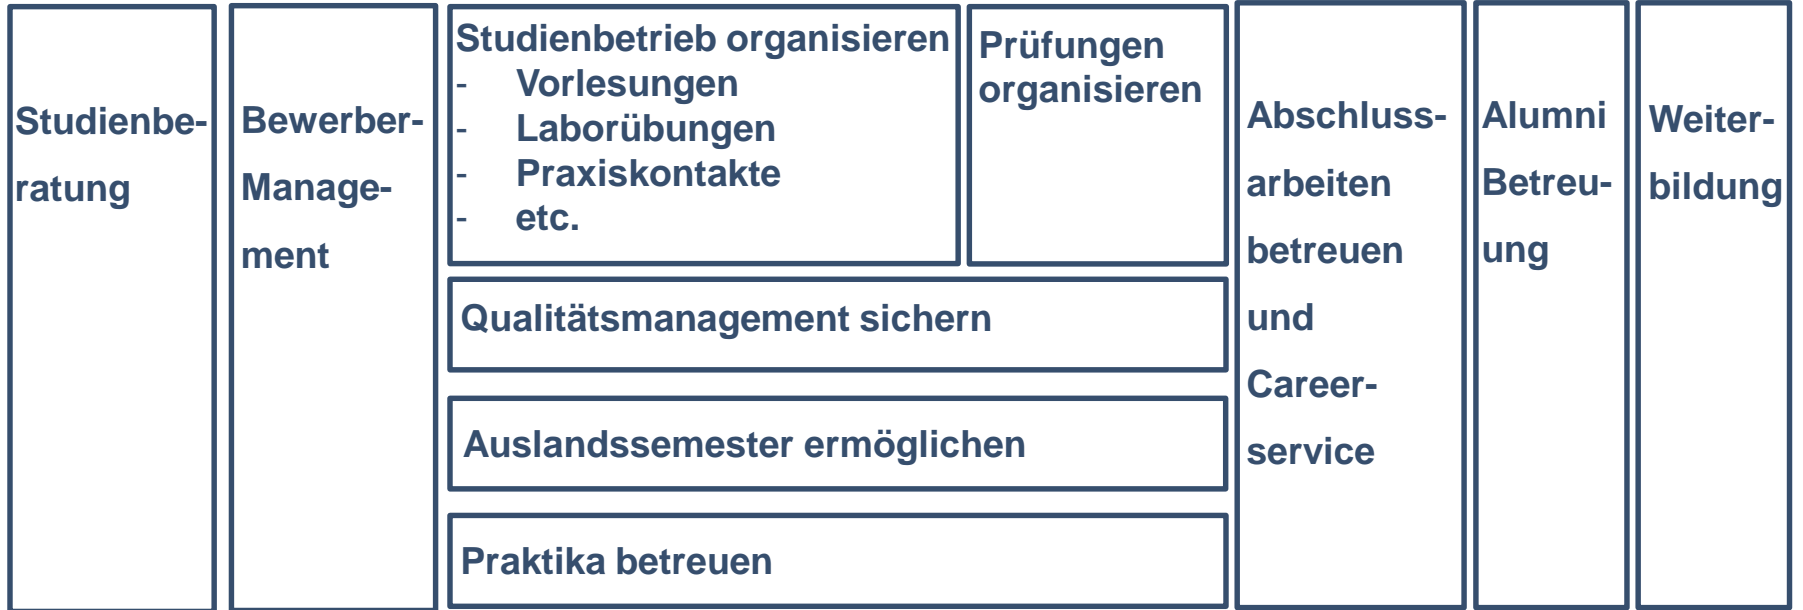 Studienbe-
ratung
Bewerber-
Manage-
ment
Studienbetrieb organisieren
- Vorlesungen
- Laborübungen
- Praxiskontakte
- etc.
Prüfungen
organisieren
Qualitätsmanagement sichern
Auslandssemester ermöglichen
Praktika betreuen
Abschluss-
arbeiten
betreuen
und
Career-
service
Alumni
Betreu-
ung
Weiter-
bildung